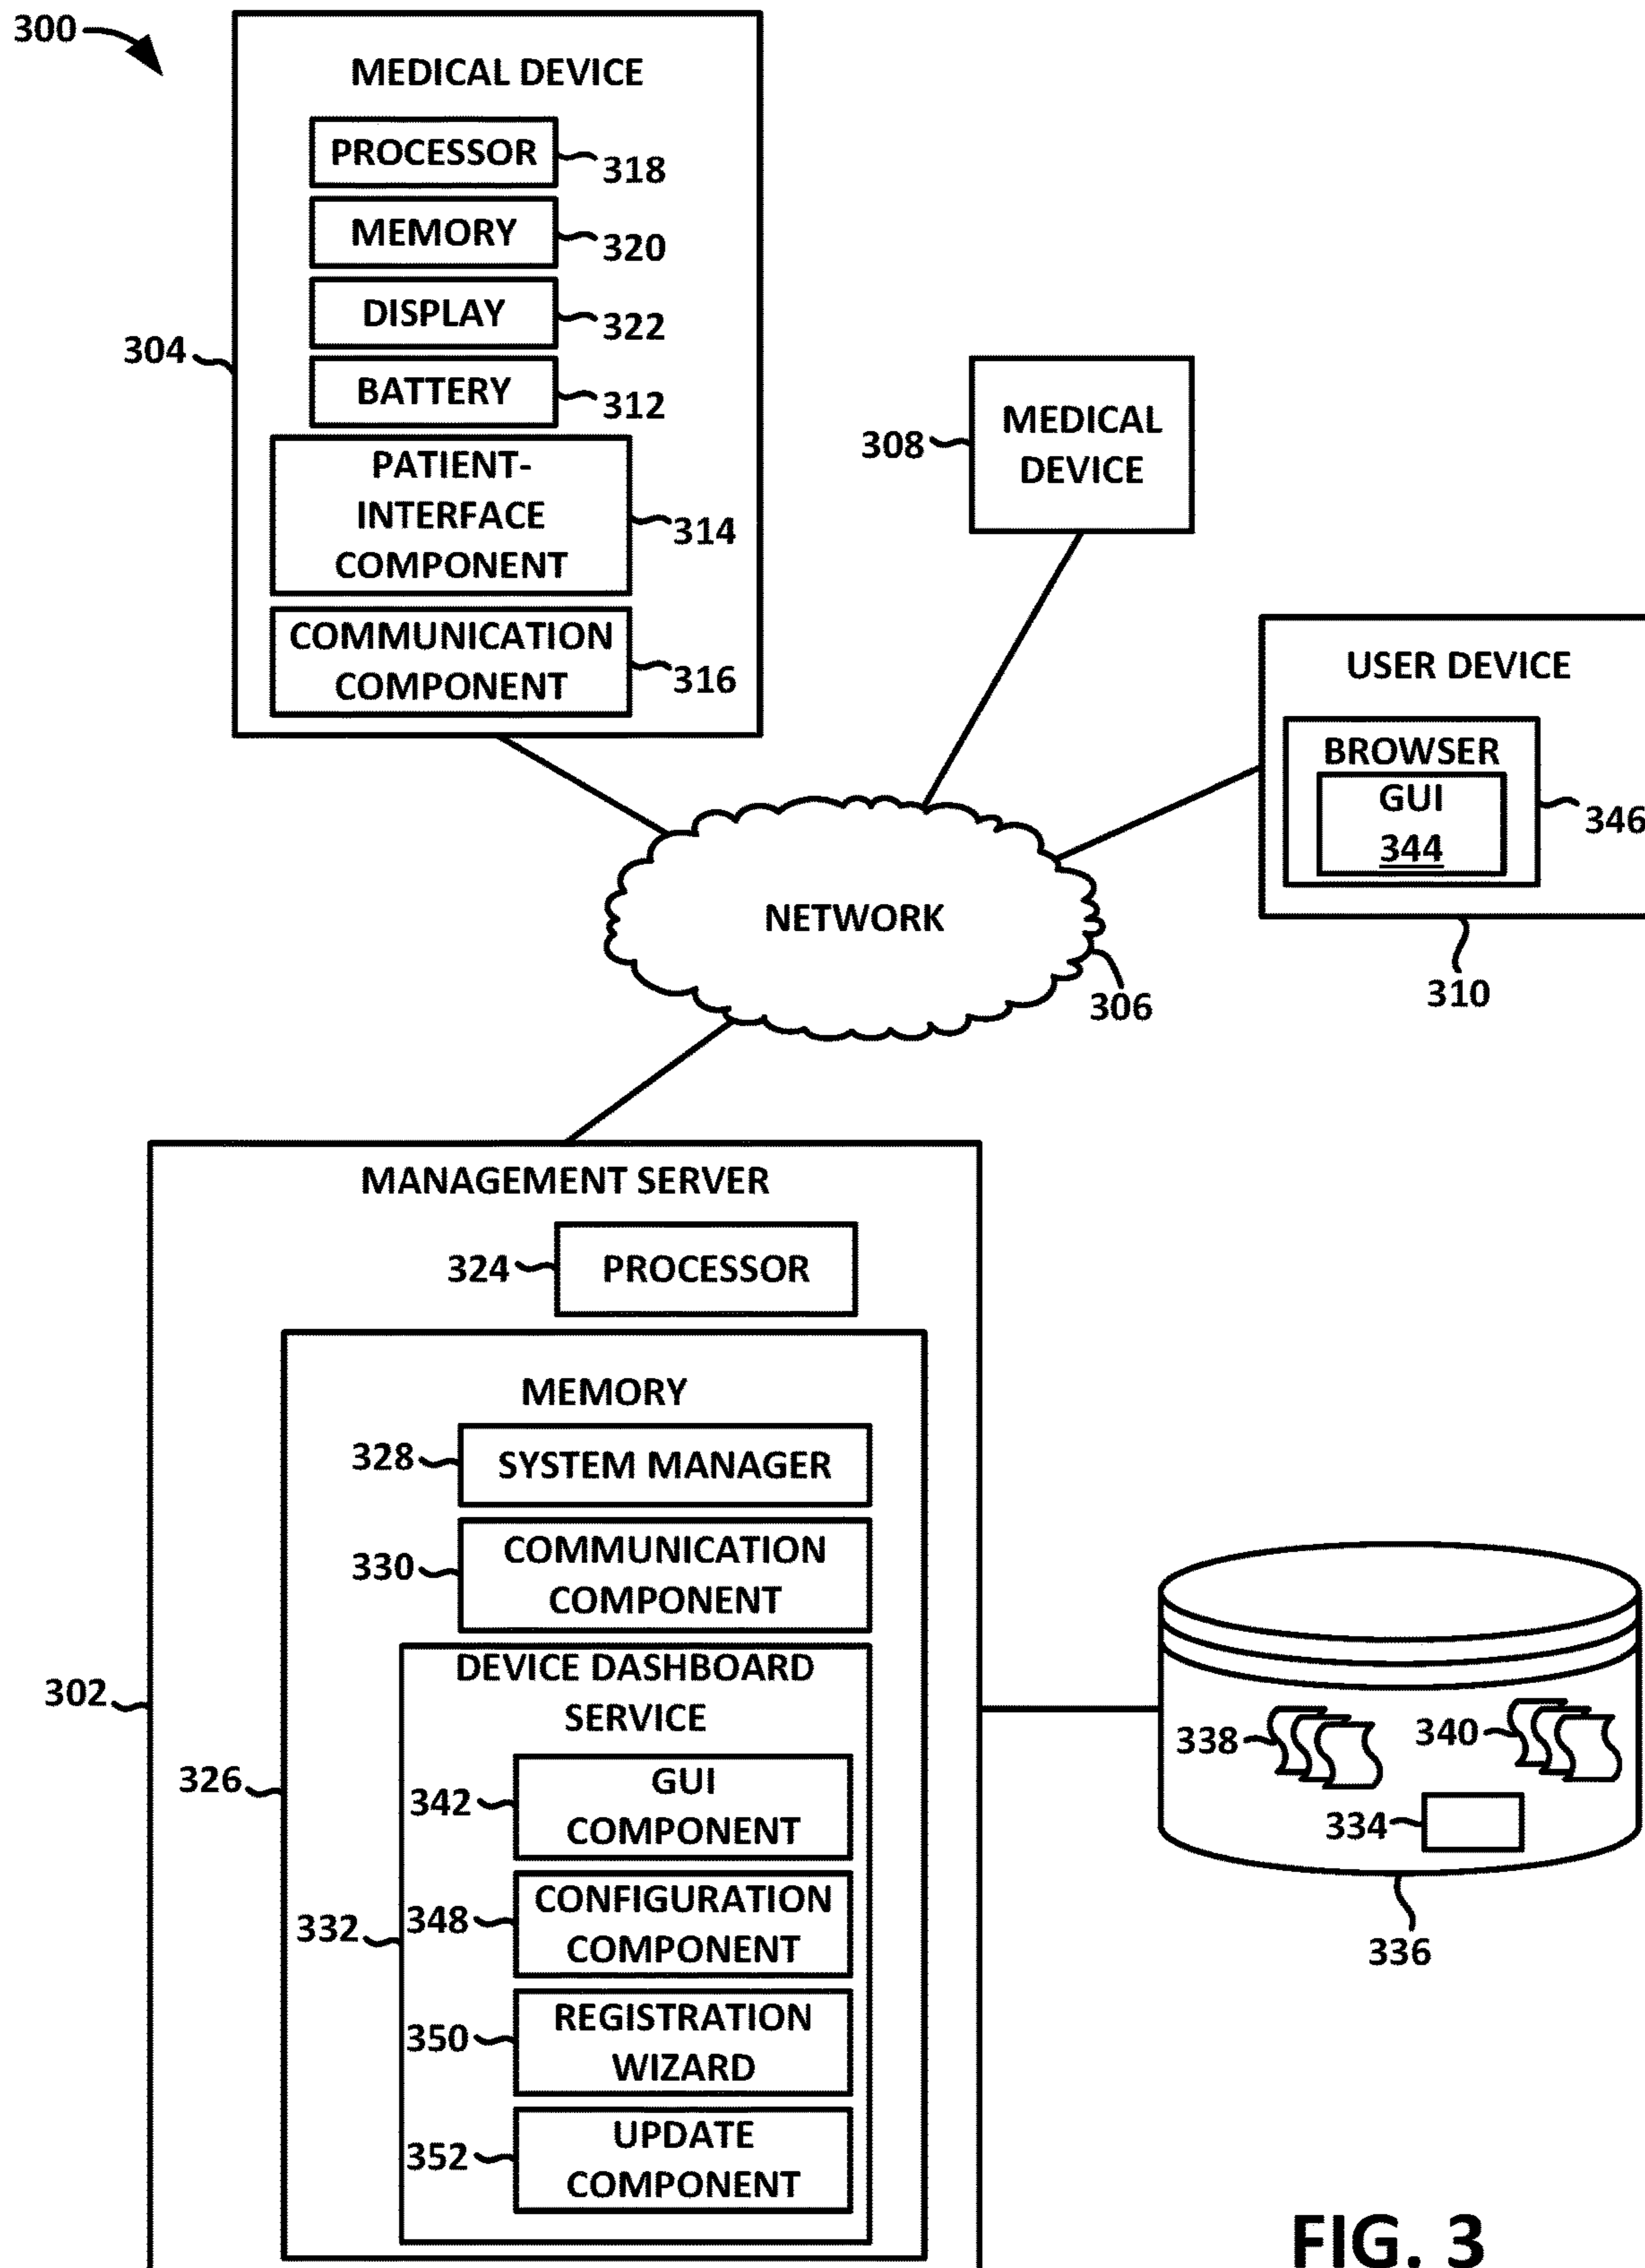 300
MEDICAL DEVICE
PROCESSOR
318
MEMORY
320
DISPLAY
322
304
BATTERY
312
PATIENT-
INTERFACE
COMPONENT
314
COMMUNICATION
COMPONENT
316
308
MEDICAL
DEVICE
USER DEVICE
BROWSER
GUI
344
346
310
NETWORK
306
MANAGEMENT SERVER
324
PROCESSOR
MEMORY
328
SYSTEM MANAGER
330
COMMUNICATION
COMPONENT
302
DEVICE DASHBOARD
SERVICE
326
342
GUI
COMPONENT
332
348
CONFIGURATION
COMPONENT
350
REGISTRATION
WIZARD
352
UPDATE
COMPONENT
338
340
334
336
FIG. 3